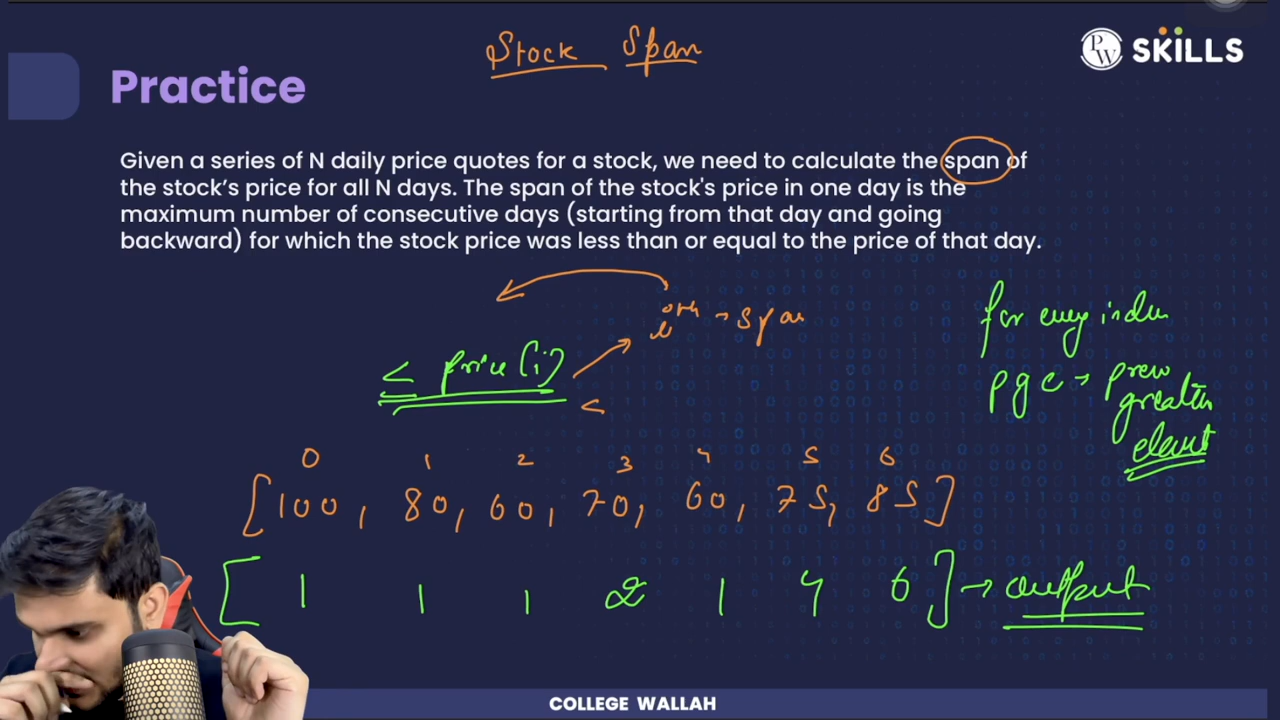 Stock Span
PW SKILLS
Practice
Given a series of N daily price quotes for a stock, we need to calculate the span of
the stock's price for all N days. The span of the stock's price in one day is the
maximum number of consecutive days (starting from that day and going
backward) for which the stock price was less than or equal to the price of that day.
→ span
≤ price(i)
<
for every index
pge → prev
greater
element
0 1 2 3 4 5 6
[100, 80, 60, 70, 60, 75, 85]
[1 1 1 2 1 4 6] → output
COLLEGE WALLAH